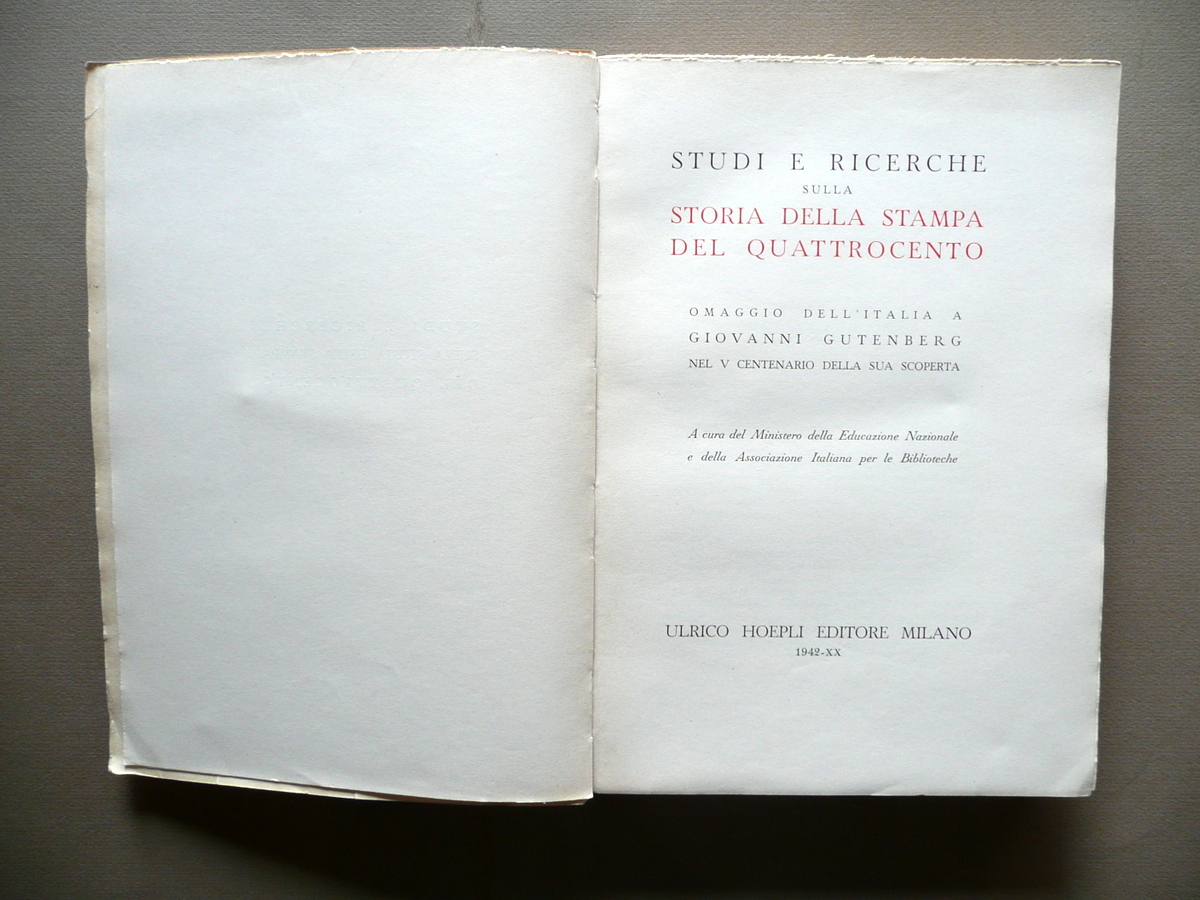 STUDI E RICERCHE
SULLA
STORIA DELLA STAMPA
DEL QUATTROCENTO
OMAGGIO DELL'ITALIA A
GIOVANNI GUTENBERG
NEL V CENTENARIO DELLA SUA SCOPERTA
A cura del Ministero della Educazione Nazionale
e della Associazione Italiana per le Biblioteche
ULRICO HOEPLI EDITORE MILANO
1942-XX